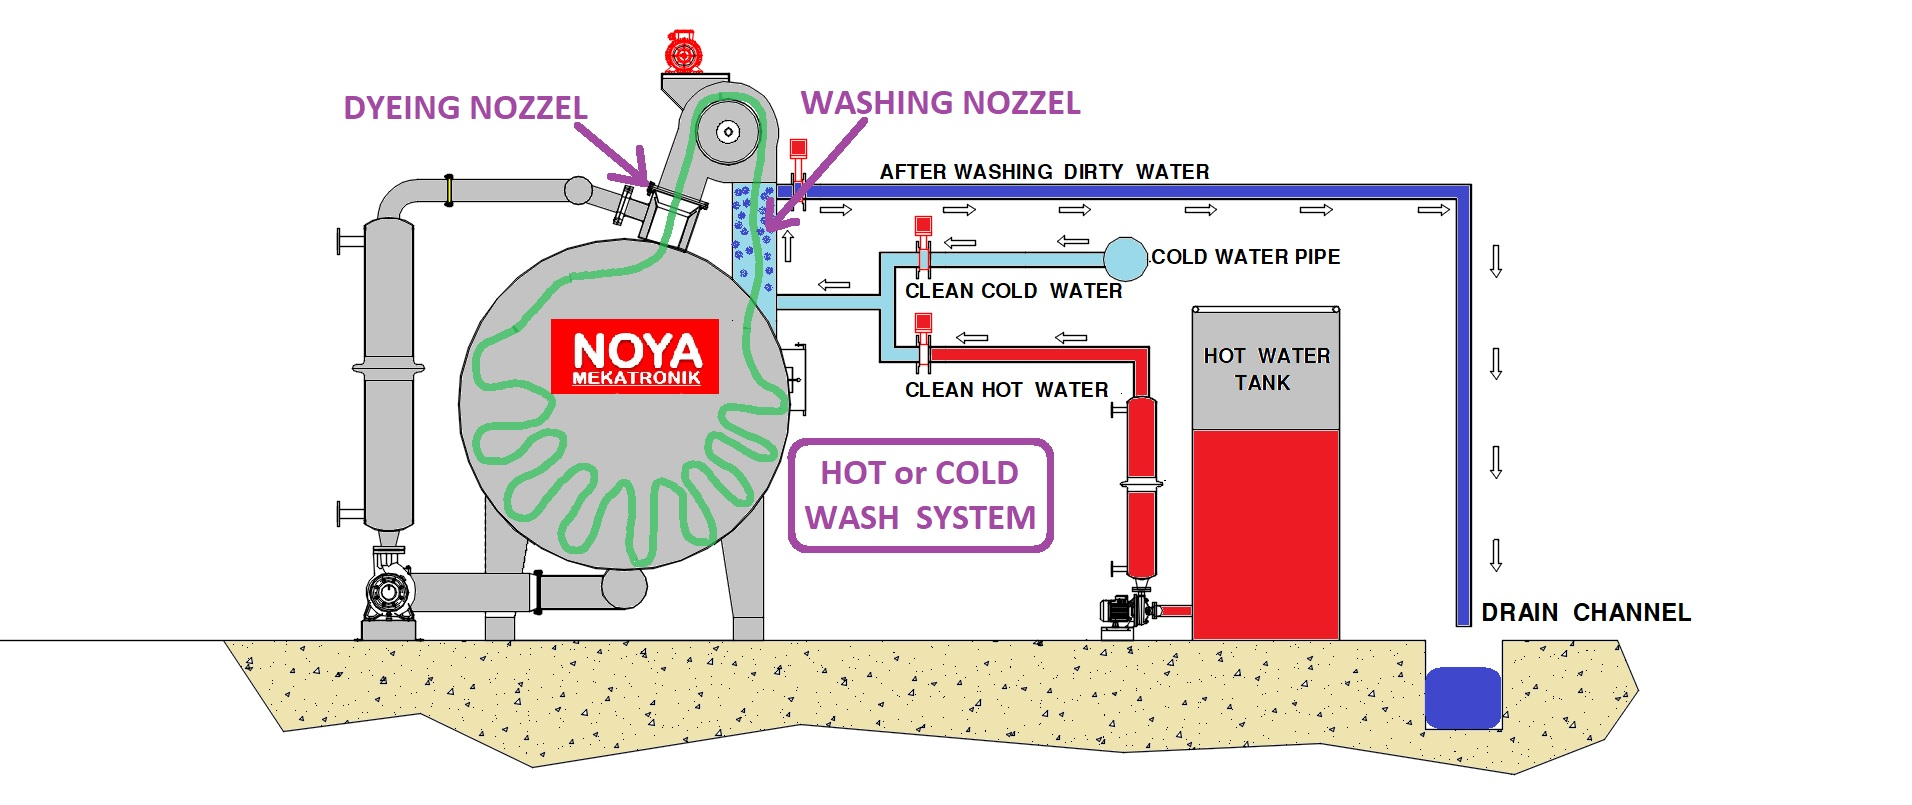 DYEING NOZZEL
WASHING NOZZEL
AFTER WASHING DIRTY WATER
COLD WATER PIPE
CLEAN COLD WATER
NOYA
MEKATRONIK
HOT WATER
TANK
CLEAN HOT WATER
HOT or COLD
WASH SYSTEM
DRAIN CHANNEL